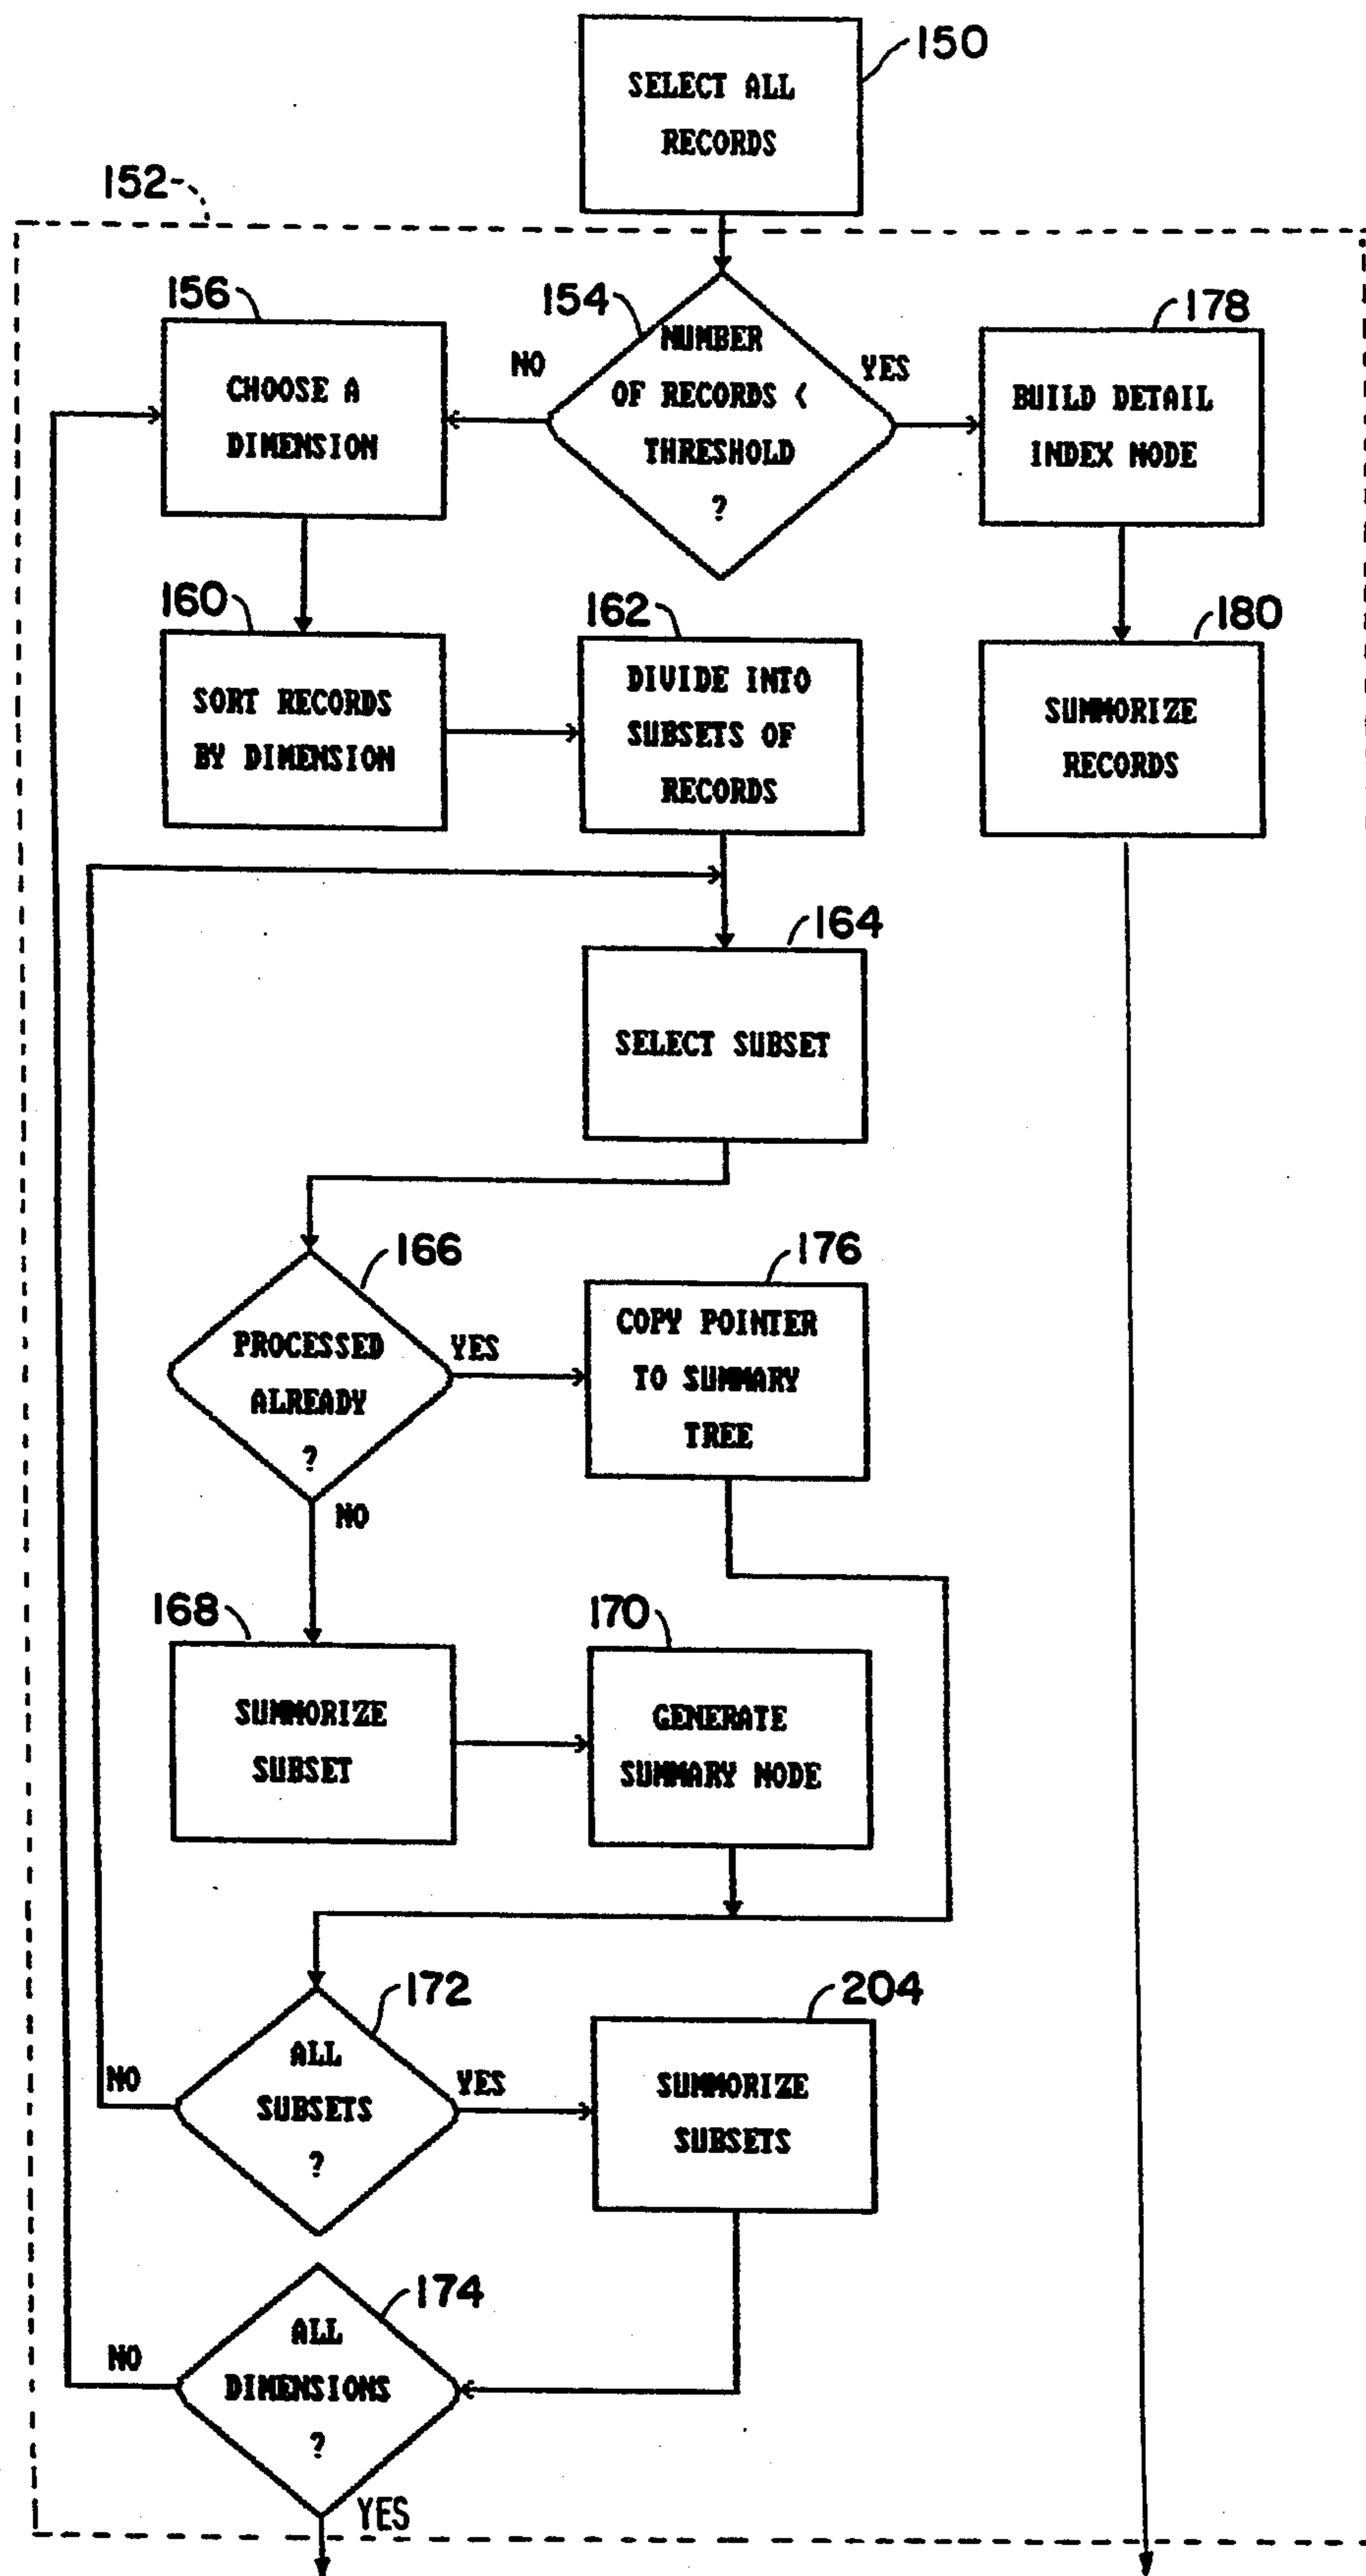 150
SELECT ALL
RECORDS
152
156
CHOOSE A
DIMENSION
154
NUMBER
OF RECORDS <
THRESHOLD
?
NO
YES
178
BUILD DETAIL
INDEX NODE
160
SORT RECORDS
BY DIMENSION
162
DIVIDE INTO
SUBSETS OF
RECORDS
180
SUMMORIZE
RECORDS
164
SELECT SUBSET
166
PROCESSED
ALREADY
?
YES
NO
176
COPY POINTER
TO SUMMARY
TREE
168
SUMMORIZE
SUBSET
170
GENERATE
SUMMARY NODE
172
ALL
SUBSETS
?
NO
YES
204
SUMMORIZE
SUBSETS
174
ALL
DIMENSIONS
?
NO
YES